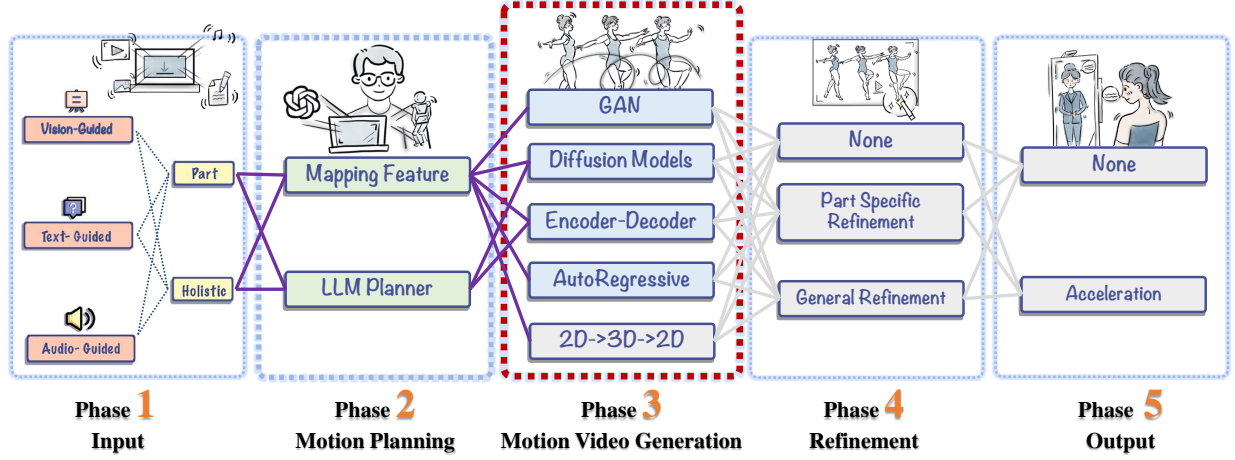 Vision-Guided
Text- Guided
Audio- Guided
Part
Holistic
Phase 1
Input
Mapping Feature
LLM Planner
Phase 2
Motion Planning
GAN
Diffusion Models
Encoder-Decoder
AutoRegressive
2D->3D->2D
Phase 3
Motion Video Generation
None
Part Specific
Refinement
General Refinement
Phase 4
Refinement
None
Acceleration
Phase 5
Output